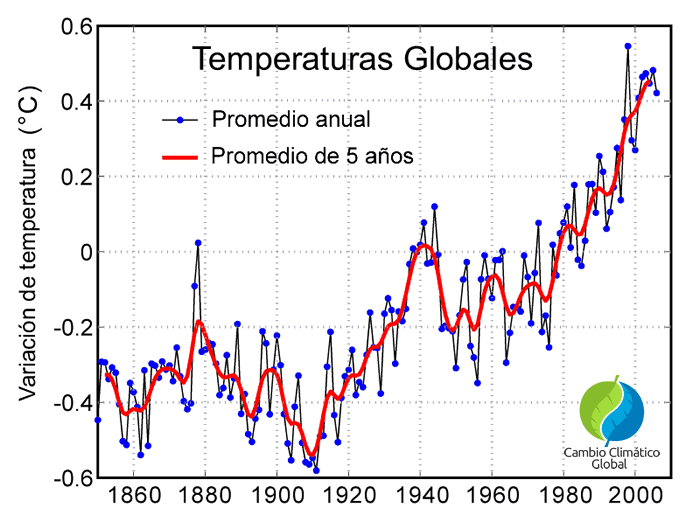 Temperaturas Globales
Promedio anual
Promedio de 5 años
Variación de temperatura (°C)
0.6
0.4
0.2
0
-0.2
-0.4
-0.6
1860 1880 1900 1920 1940 1960 1980 2000
Cambio Climático
Global